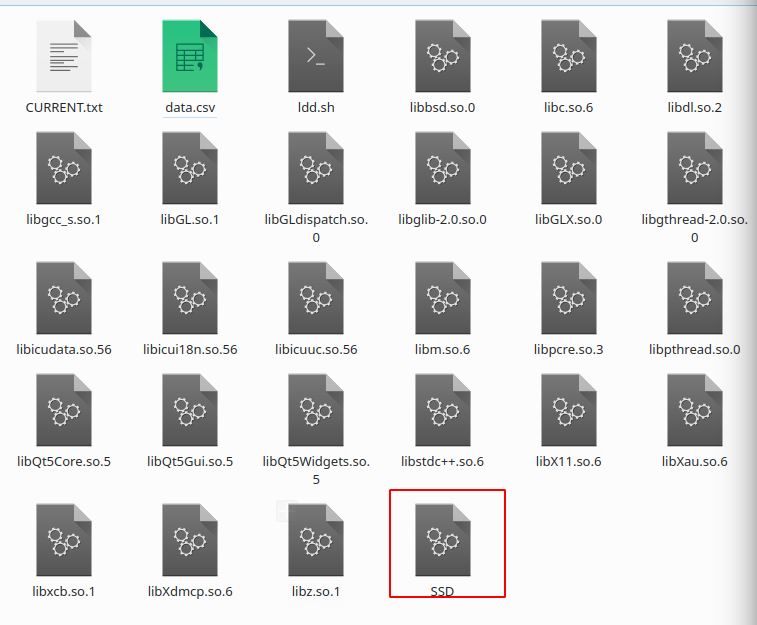 CURRENT.txt
data.csv
ldd.sh
libbsd.so.0
libc.so.6
libdl.so.2
libgcc_s.so.1
libGL.so.1
libGLdispatch.so.
0
libglib-2.0.so.0
libGLX.so.0
libgthread-2.0.so.
0
libicudata.so.56
libicui18n.so.56
libicuuc.so.56
libm.so.6
libpcre.so.3
libpthread.so.0
libQt5Core.so.5
libQt5Gui.so.5
libQt5Widgets.so.
5
libstdc++.so.6
libX11.so.6
libXau.so.6
libxcb.so.1
libXdmcp.so.6
libz.so.1
SSD